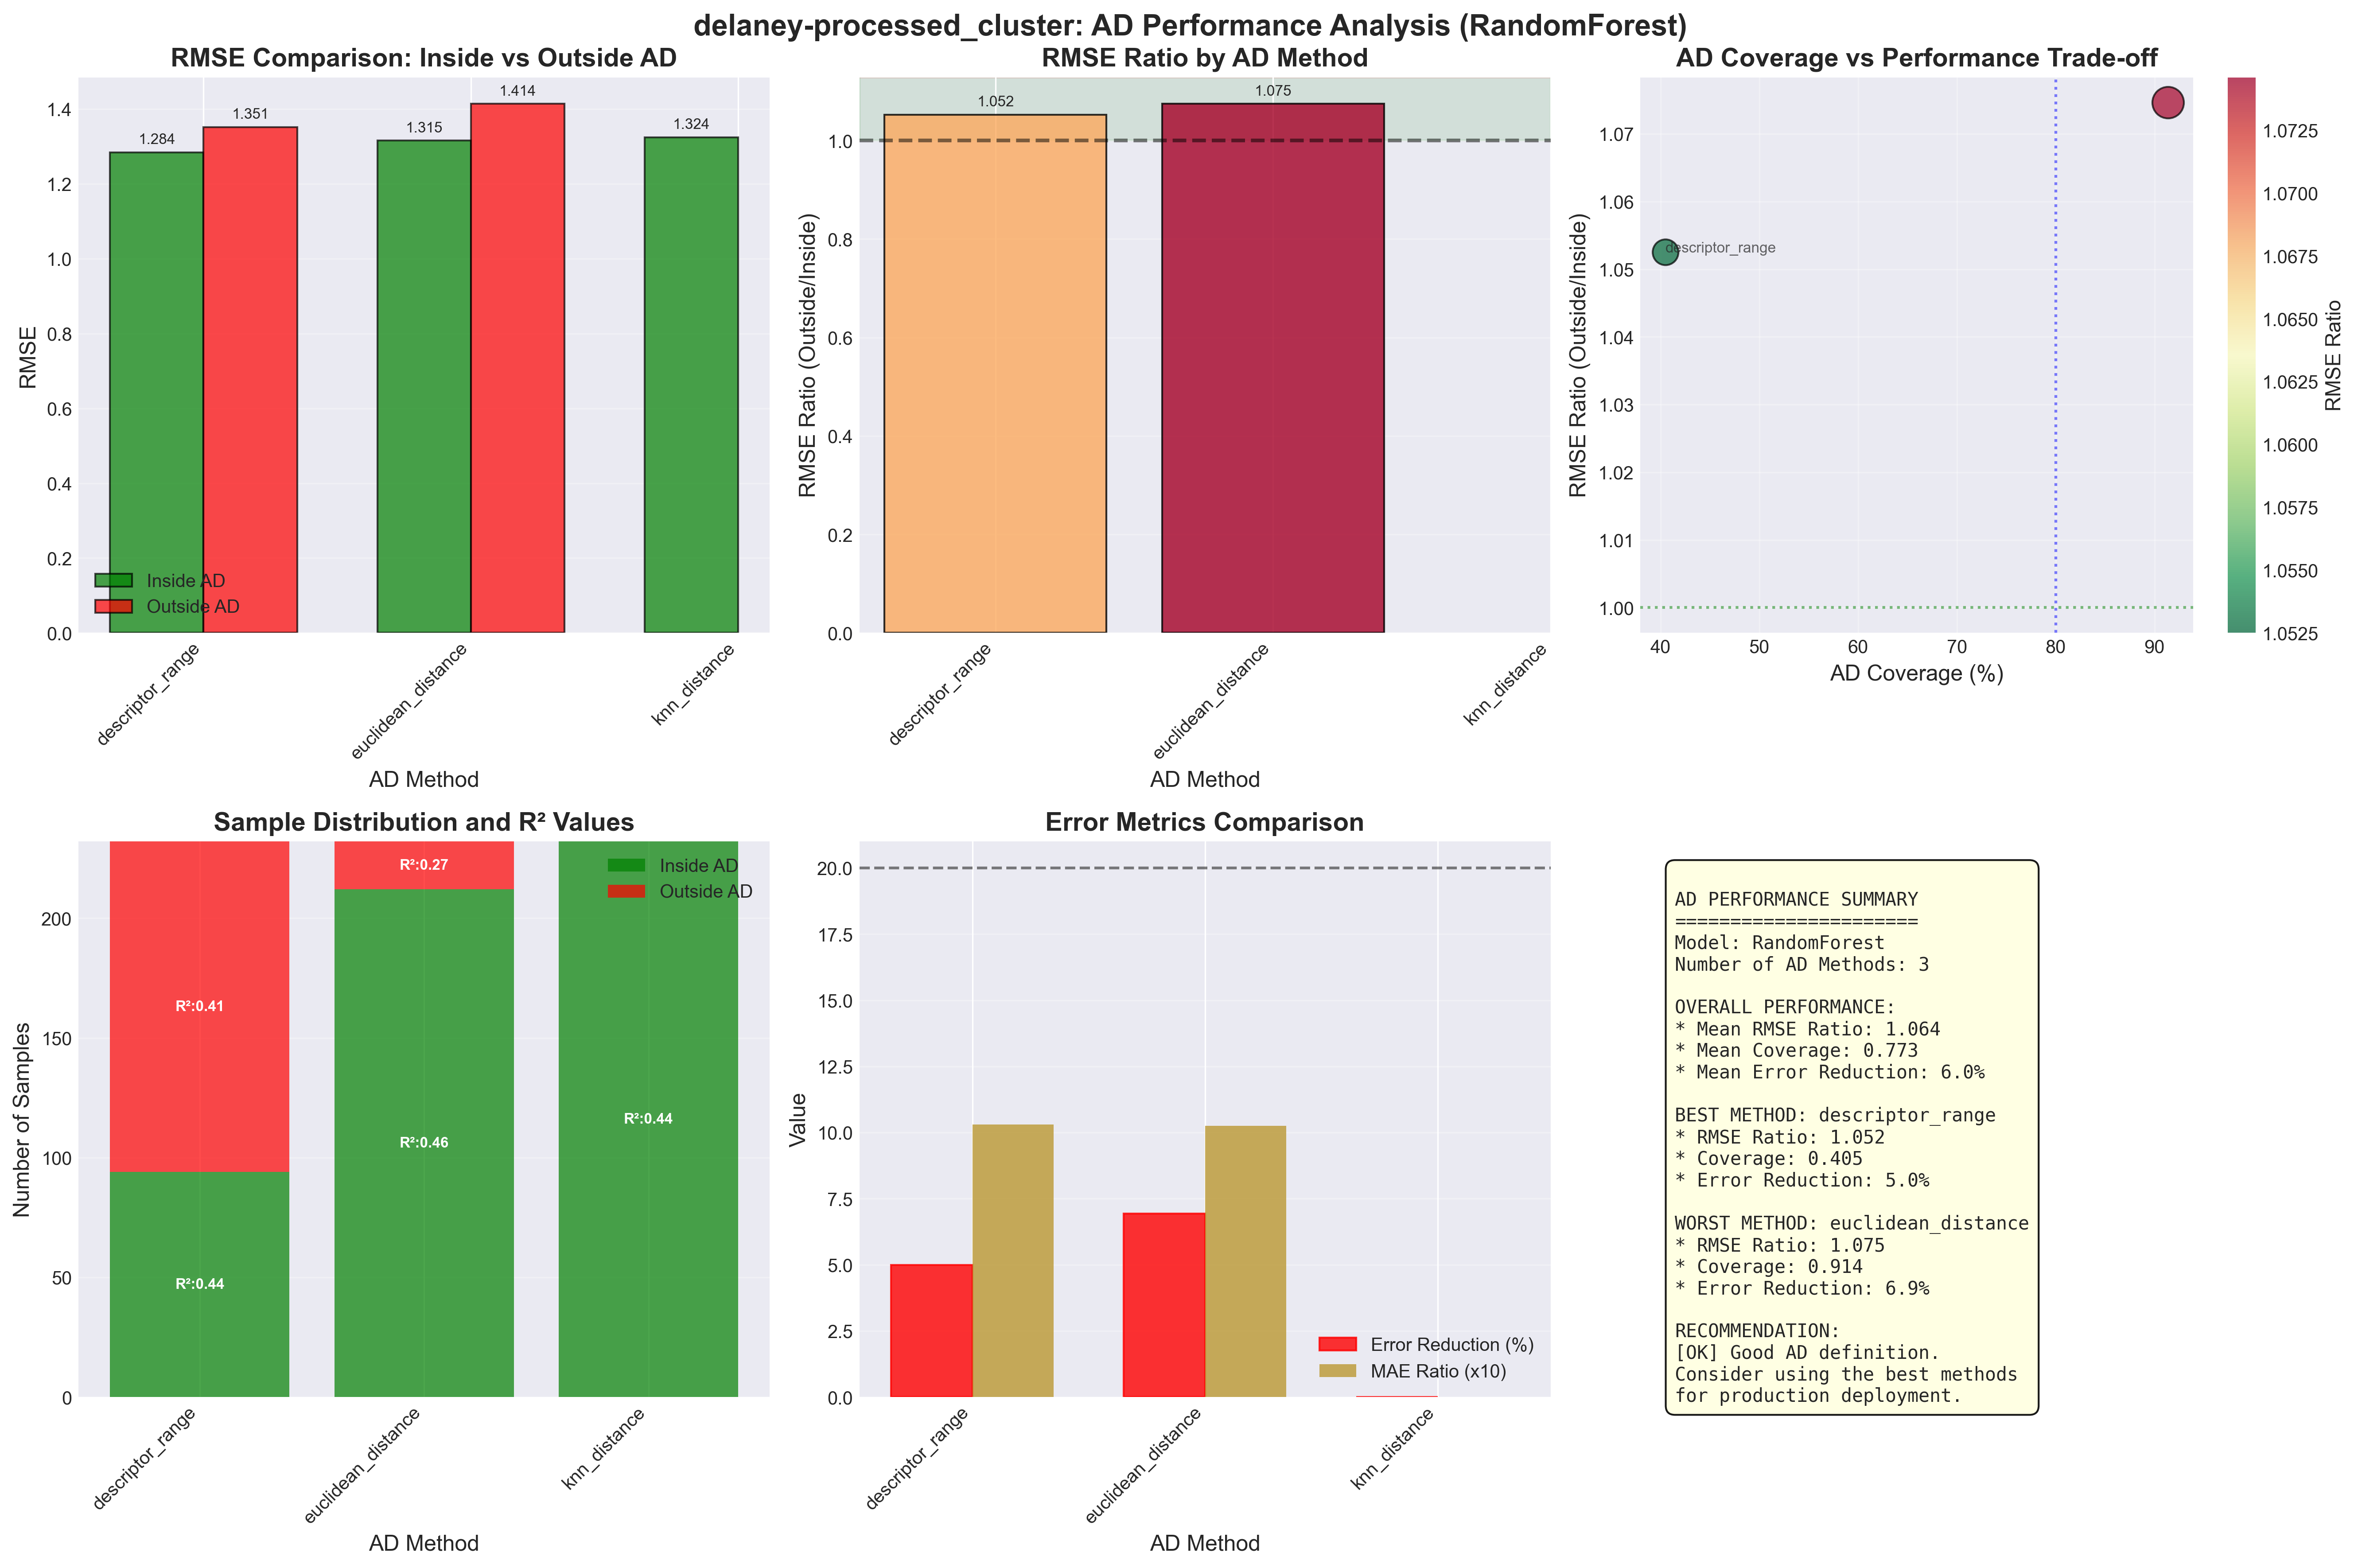 delaney-processed_cluster: AD Performance Analysis (RandomForest)
RMSE Comparison: Inside vs Outside AD
RMSE
1.4
1.2
1.0
0.8
0.6
0.4
0.2
0.0
1.284
1.351
1.315
1.414
1.324
Inside AD
Outside AD
descriptor_range
euclidean_distance
knn_distance
AD Method
RMSE Ratio by AD Method
RMSE Ratio (Outside/Inside)
1.0
0.8
0.6
0.4
0.2
0.0
1.052
1.075
descriptor_range
euclidean_distance
knn_distance
AD Method
AD Coverage vs Performance Trade-off
RMSE Ratio (Outside/Inside)
1.07
1.06
1.05
1.04
1.03
1.02
1.01
1.00
descriptor_range
40
50
60
70
80
90
AD Coverage (%)
1.0725
1.0700
1.0675
1.0650
1.0625
1.0600
1.0575
1.0550
1.0525
RMSE Ratio
Sample Distribution and R² Values
Number of Samples
200
150
100
50
0
R²:0.41
R²:0.44
R²:0.27
R²:0.46
R²:0.44
Inside AD
Outside AD
descriptor_range
euclidean_distance
knn_distance
AD Method
Error Metrics Comparison
Value
20.0
17.5
15.0
12.5
10.0
7.5
5.0
2.5
0.0
Error Reduction (%)
MAE Ratio (x10)
descriptor_range
euclidean_distance
knn_distance
AD Method
AD PERFORMANCE SUMMARY
======================
Model: RandomForest
Number of AD Methods: 3
OVERALL PERFORMANCE:
* Mean RMSE Ratio: 1.064
* Mean Coverage: 0.773
* Mean Error Reduction: 6.0%
BEST METHOD: descriptor_range
* RMSE Ratio: 1.052
* Coverage: 0.405
* Error Reduction: 5.0%
WORST METHOD: euclidean_distance
* RMSE Ratio: 1.075
* Coverage: 0.914
* Error Reduction: 6.9%
RECOMMENDATION:
[OK] Good AD definition.
Consider using the best methods
for production deployment.